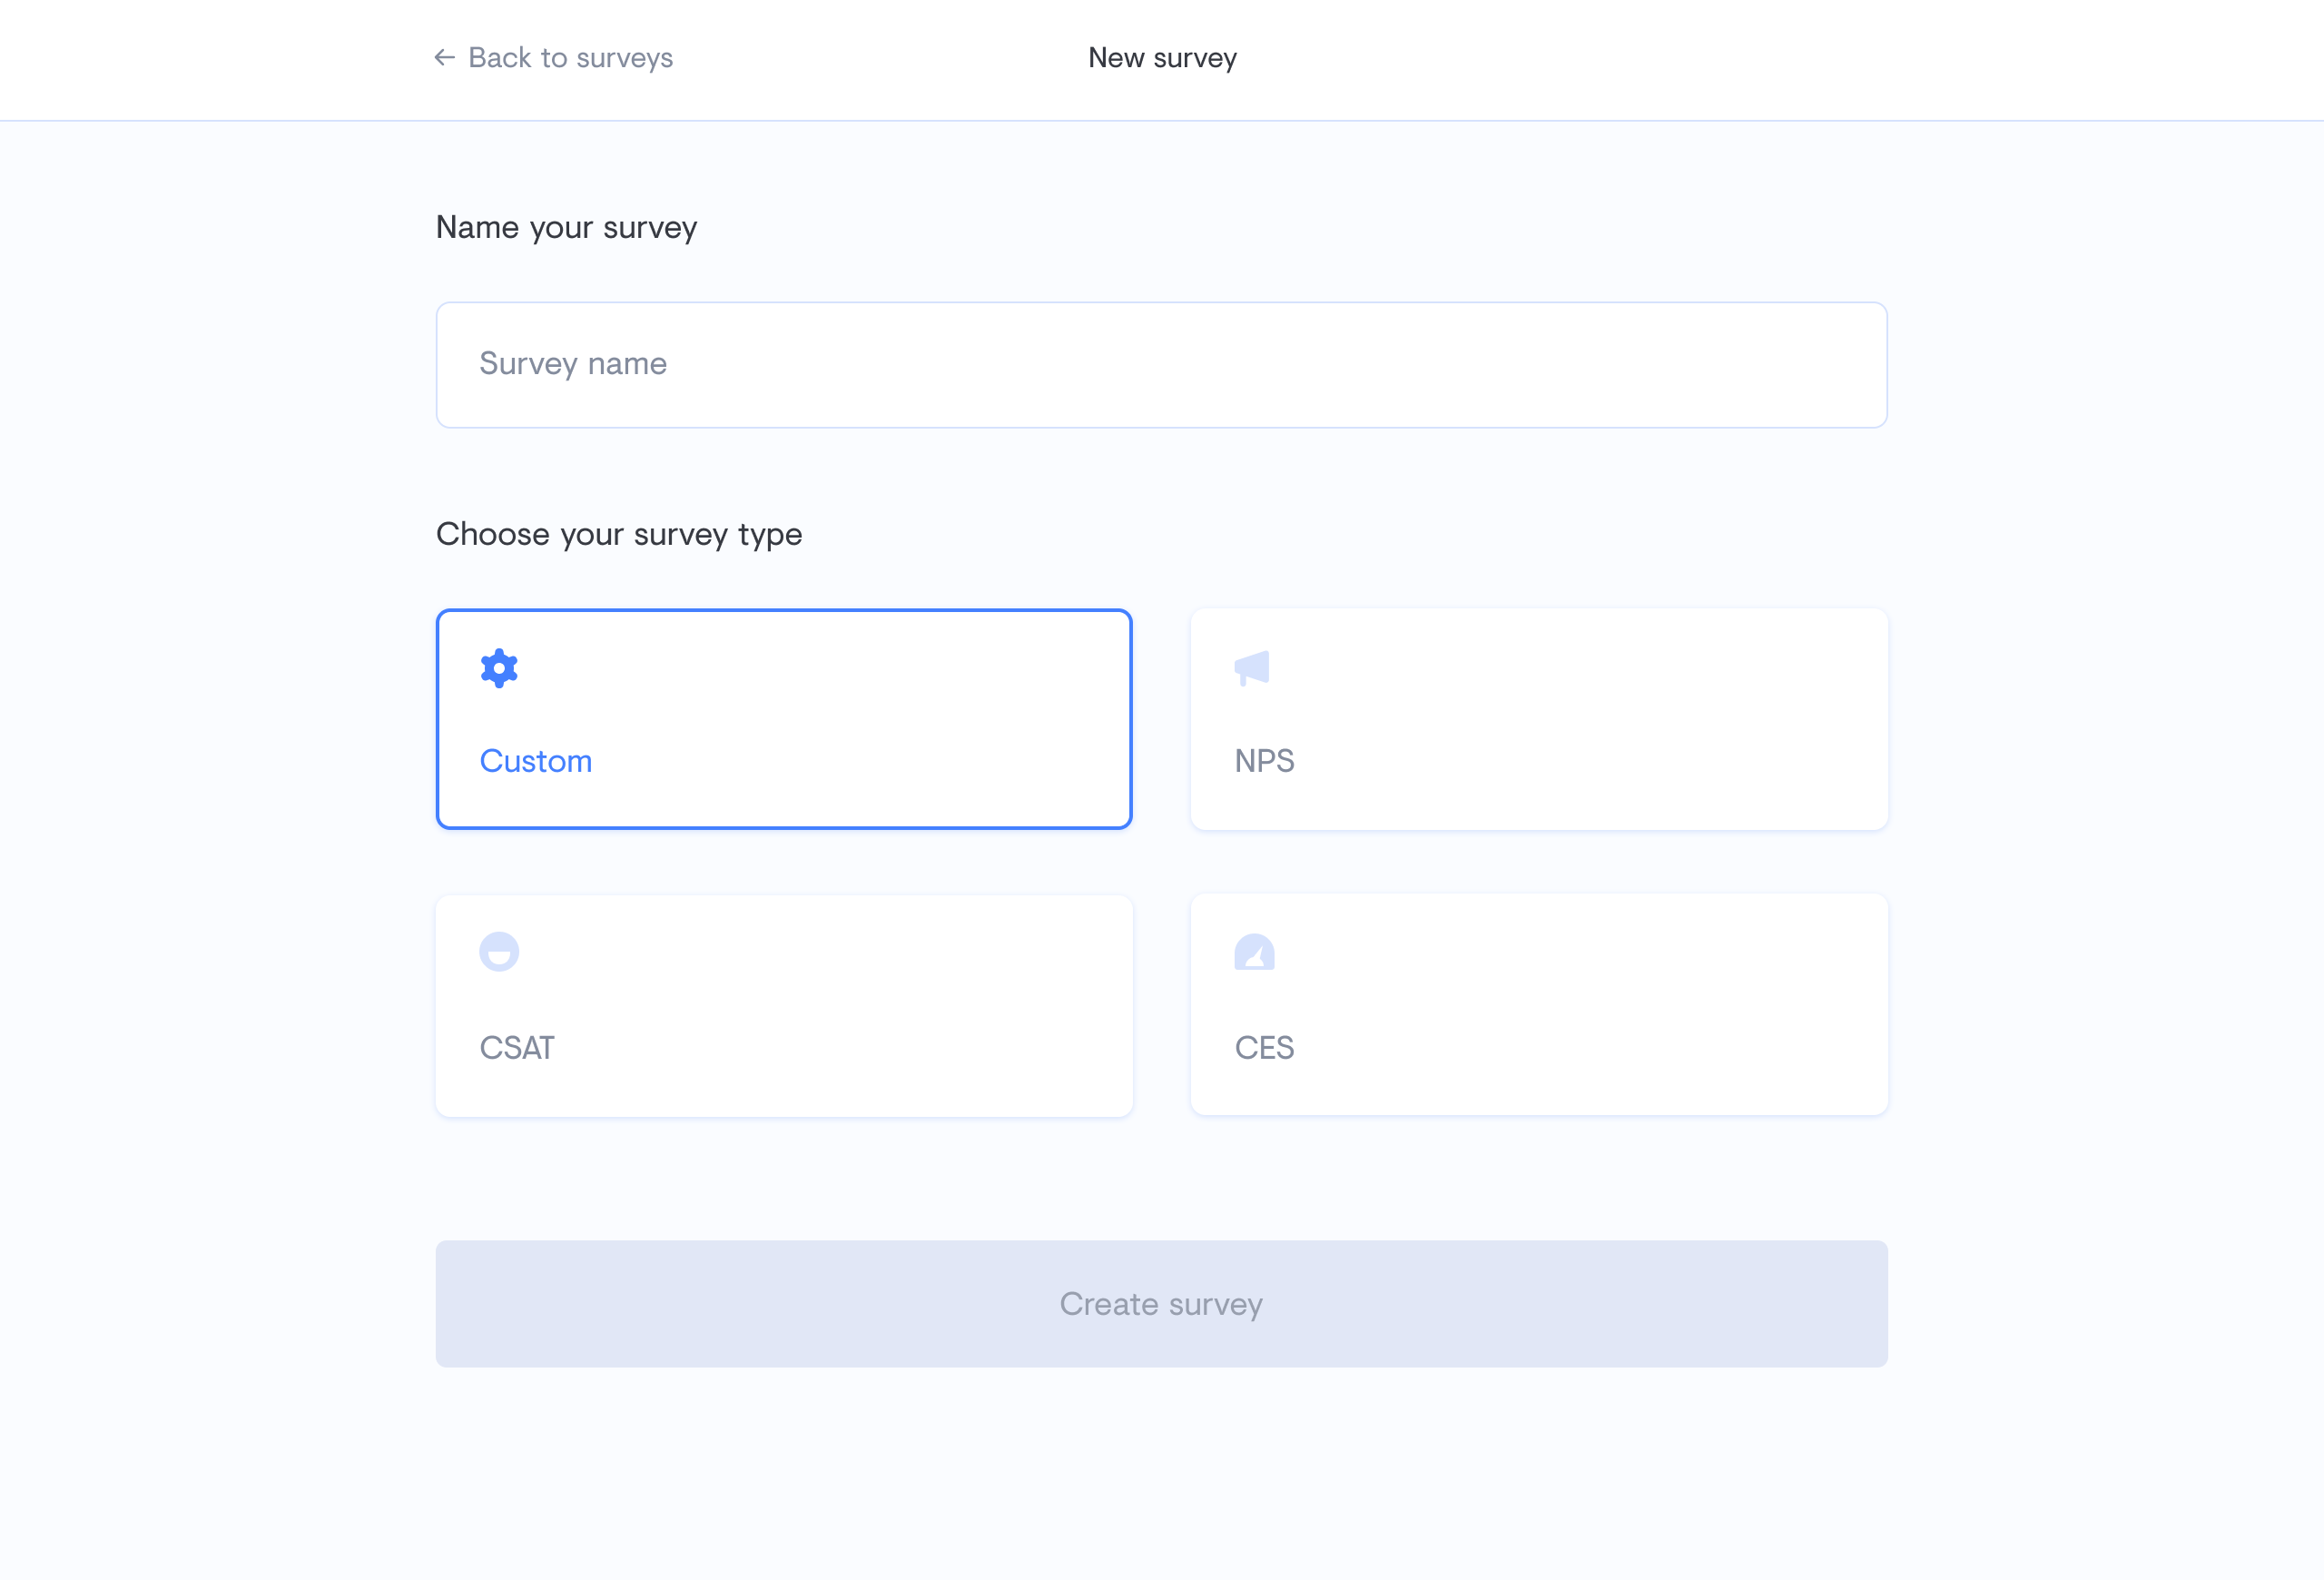 Back to surveys
New survey
Name your survey
Survey name
Choose your survey type
Custom
NPS
CSAT
CES
Create survey